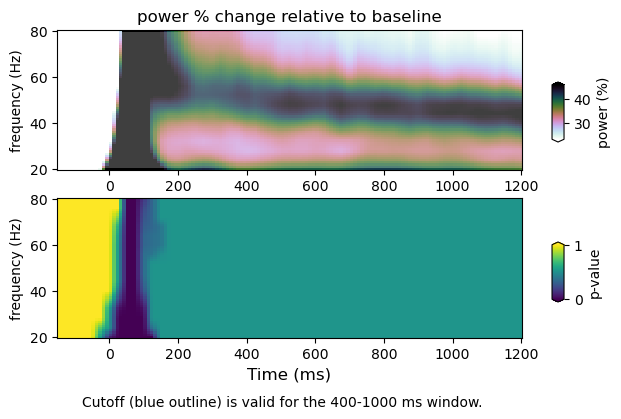 power % change relative to baseline
80
60
40
20
frequency (Hz)
0 200 400 600 800 1000 1200
40
30
power (%)
80
60
40
20
frequency (Hz)
0 200 400 600 800 1000 1200
Time (ms)
1
0
p-value
Cutoff (blue outline) is valid for the 400-1000 ms window.